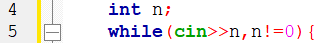 4 int n;
5 while(cin>>n,n!=0){